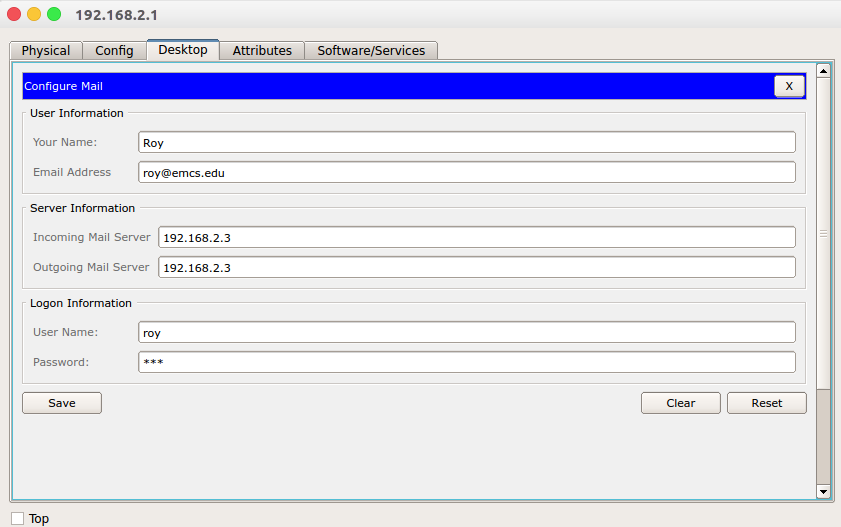 192.168.2.1
Physical Config Desktop Attributes Software/Services
Configure Mail X
User Information
Your Name: Roy
Email Address roy@emcs.edu
Server Information
Incoming Mail Server 192.168.2.3
Outgoing Mail Server 192.168.2.3
Logon Information
User Name: roy
Password: ***
Save Clear Reset
Top